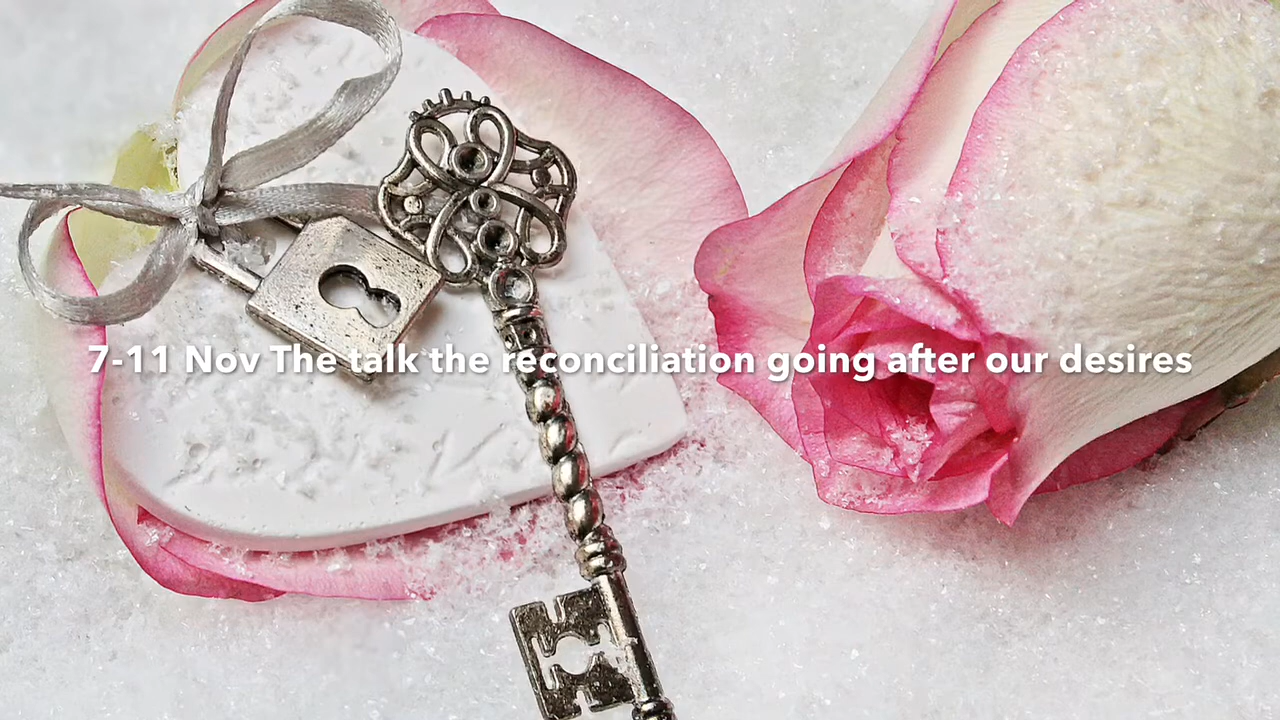 7-11 Nov The talk the reconciliation going after our desires